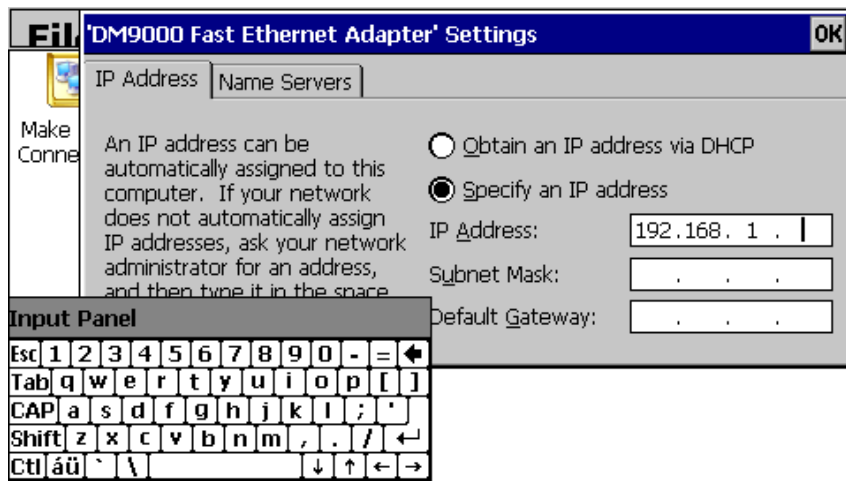 'DM9000 Fast Ethernet Adapter' Settings
OK
IP Address
Name Servers
Make
Conne
An IP address can be
automatically assigned to this
computer. If your network
does not automatically assign
IP addresses, ask your network
administrator for an address,
and then type it in the space
Obtain an IP address via DHCP
Specify an IP address
IP Address:
192.168. 1 .
Subnet Mask:
. . .
Default Gateway:
. . .
Input Panel
Esc 1 2 3 4 5 6 7 8 9 0 - =
Tab q w e r t y u i o p [ ]
CAP a s d f g h j k l ; '
Shift z x c v b n m , . /
Ctl áü ` \ ↓ ↑ ← →